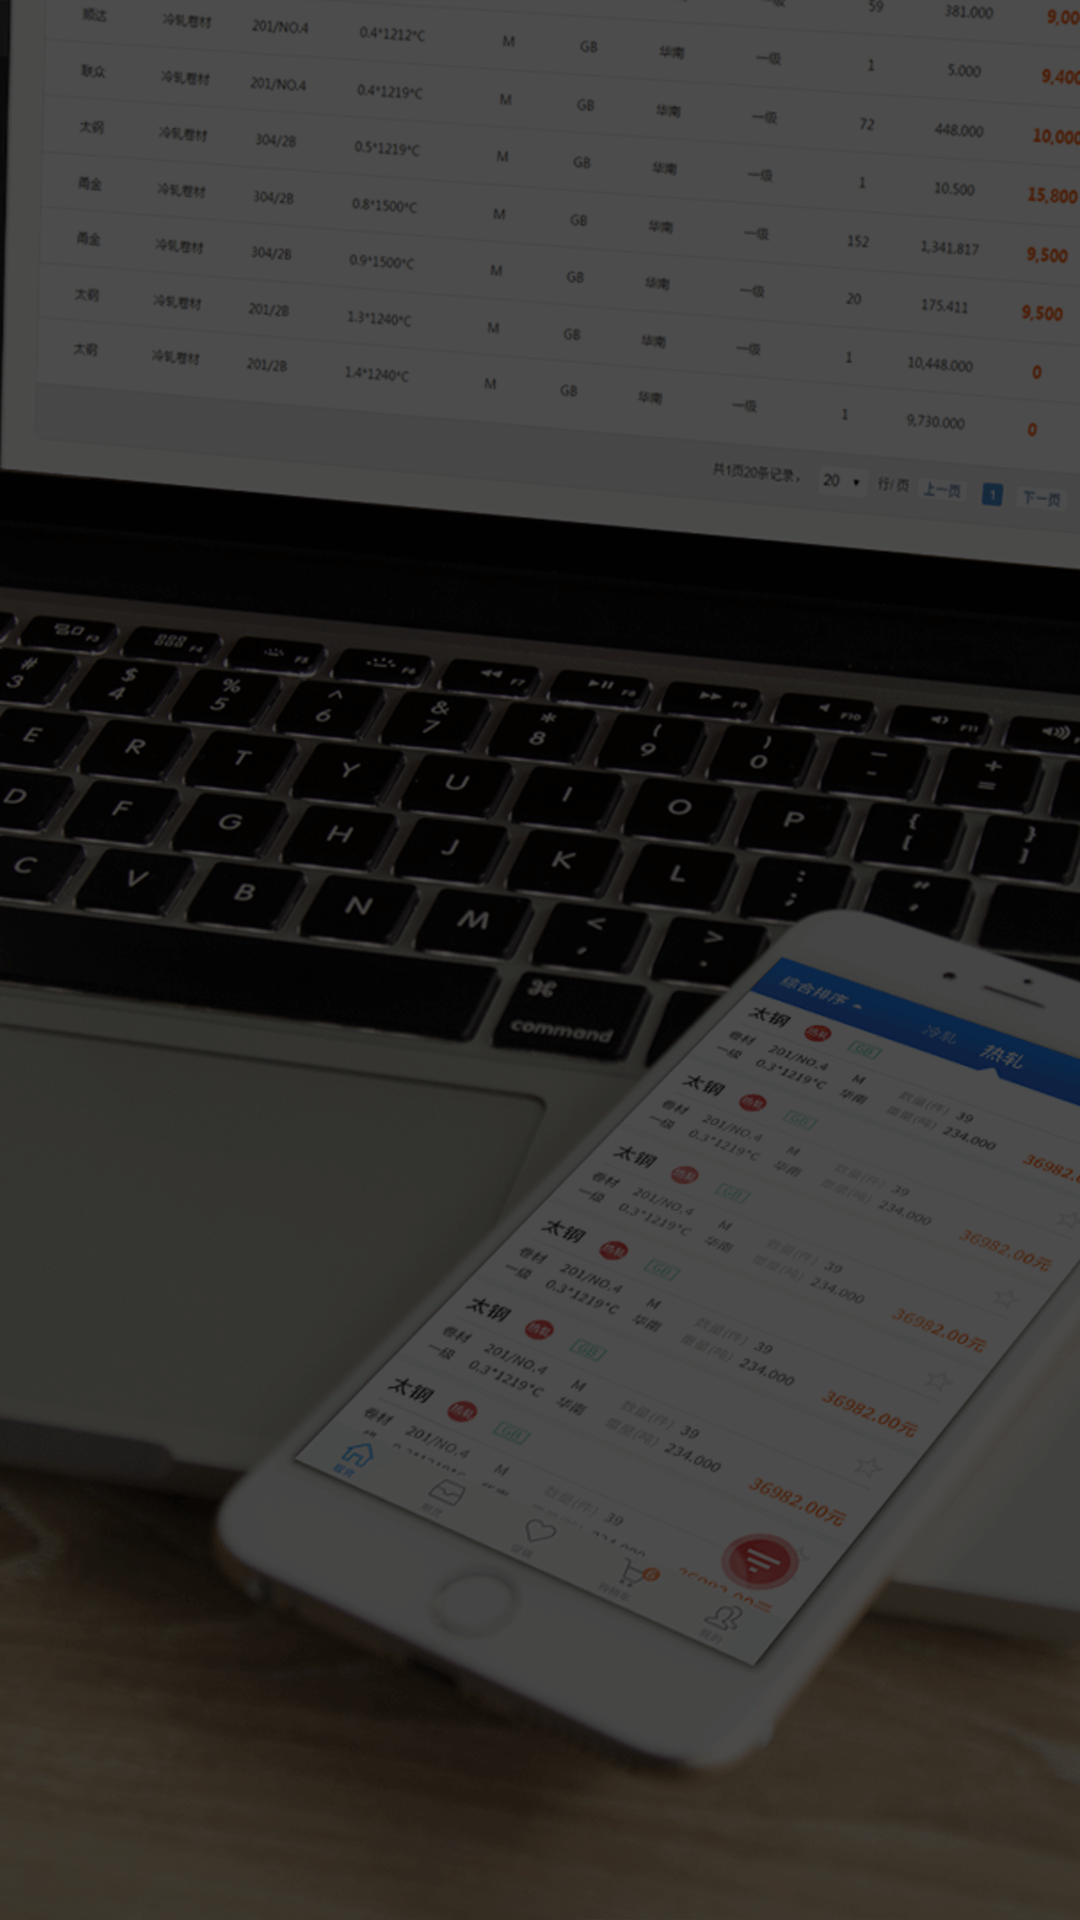 59 381.000 9,00
顺达 冷轧卷材 201/NO.4 0.4*1212*C M GB 华南 一级 1 5.000 9,400
联众 冷轧卷材 201/NO.4 0.4*1219*C M GB 华南 一级 72 448.000 10,000
太钢 冷轧卷材 304/2B 0.5*1219*C M GB 华南 一级 1 10.500 15,800
甬金 冷轧卷材 304/2B 0.8*1500*C M GB 华南 一级 152 1,341.817 9,500
甬金 冷轧卷材 304/2B 0.9*1500*C M GB 华南 一级 20 175.411 9,500
太钢 冷轧卷材 201/2B 1.3*1240*C M GB 华南 一级 1 10,448.000 0
太钢 冷轧卷材 201/2B 1.4*1240*C M GB 华南 一级 1 9,730.000 0
共1页20条记录， 20 行/页 上一页 1 下一页
F3 F4 F5 F6 F7 F8 F9 F10 F11
# $ % ^ & * ( ) _ +
3 4 5 6 7 8 9 0 - =
E R T Y U I O P { [ } ]
D F G H J K L : ; " '
C V B N M < , > .
⌘
command
综合排序 冷轧 热轧
太钢 热轧 GB
卷材 201/NO.4 M 数量(件) 39
一级 0.3*1219*C 华南 重量(吨) 234.000
36982.0
太钢 GB
卷材 201/NO.4 M 数量(件) 39
一级 0.3*1219*C 华南 重量(吨) 234.000
36982.00元
太钢 热轧 GB
卷材 201/NO.4 M 数量(件) 39
一级 0.3*1219*C 华南 重量(吨) 234.000
36982.00元
太钢 热轧 GB
卷材 201/NO.4 M 数量(件) 39
一级 0.3*1219*C 华南 重量(吨) 234.000
36982.00元
太钢 热轧 GB
卷材 201/NO.4 M 数量(件) 39
一级 0.3*1219*C 华南 重量(吨) 234.000
36982.00元
太钢 热轧 GB
卷材 201/NO.4 M 数量(件) 39
6
购物车
我的